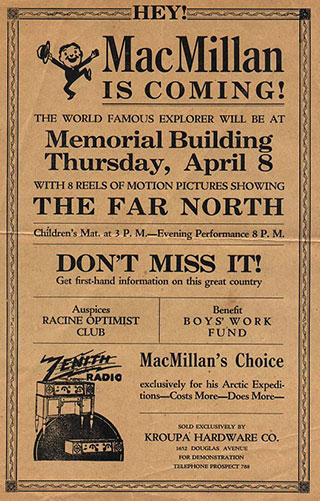 HEY!
MacMillan
IS COMING!
THE WORLD FAMOUS EXPLORER WILL BE AT
Memorial Building
Thursday, April 8
WITH 8 REELS OF MOTION PICTURES SHOWING
THE FAR NORTH
Children's Mat. at 3 P. M.—Evening Performance 8 P. M.
DON'T MISS IT!
Get first-hand information on this great country
Auspices
RACINE OPTIMIST
CLUB
Benefit
BOYS' WORK
FUND
ZENITH
RADIO
MacMillan's Choice
exclusively for his Arctic Expedi-
tions—Costs More—Does More—
SOLD EXCLUSIVELY BY
KROUPA HARDWARE CO.
1652 DOUGLAS AVENUE
FOR DEMONSTRATION
TELEPHONE PROSPECT 788